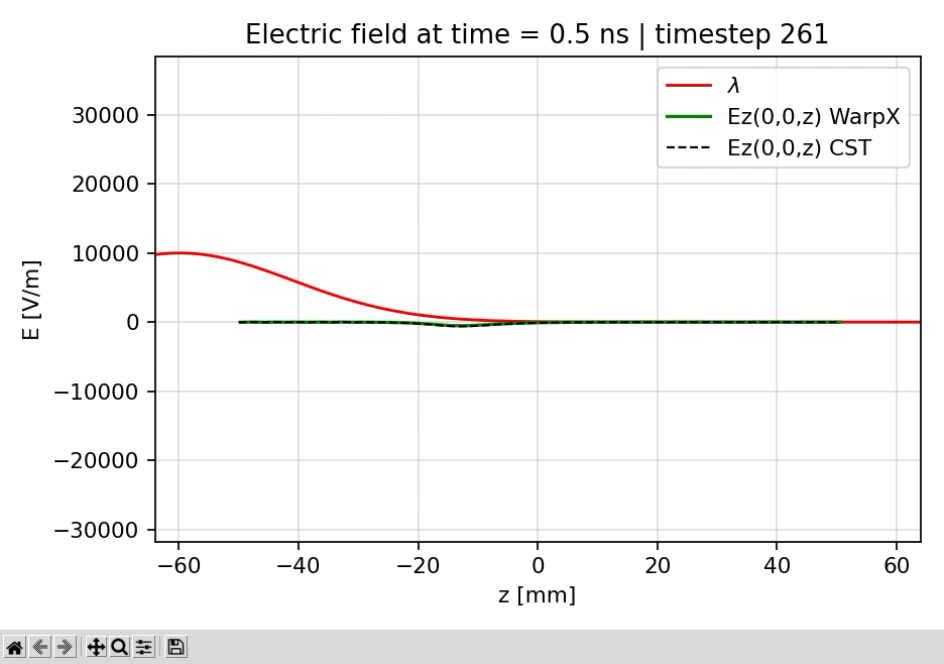 Electric field at time = 0.5 ns | timestep 261
λ
Ez(0,0,z) WarpX
Ez(0,0,z) CST
E [V/m]
30000
20000
10000
0
−10000
−20000
−30000
−60 −40 −20 0 20 40 60
z [mm]